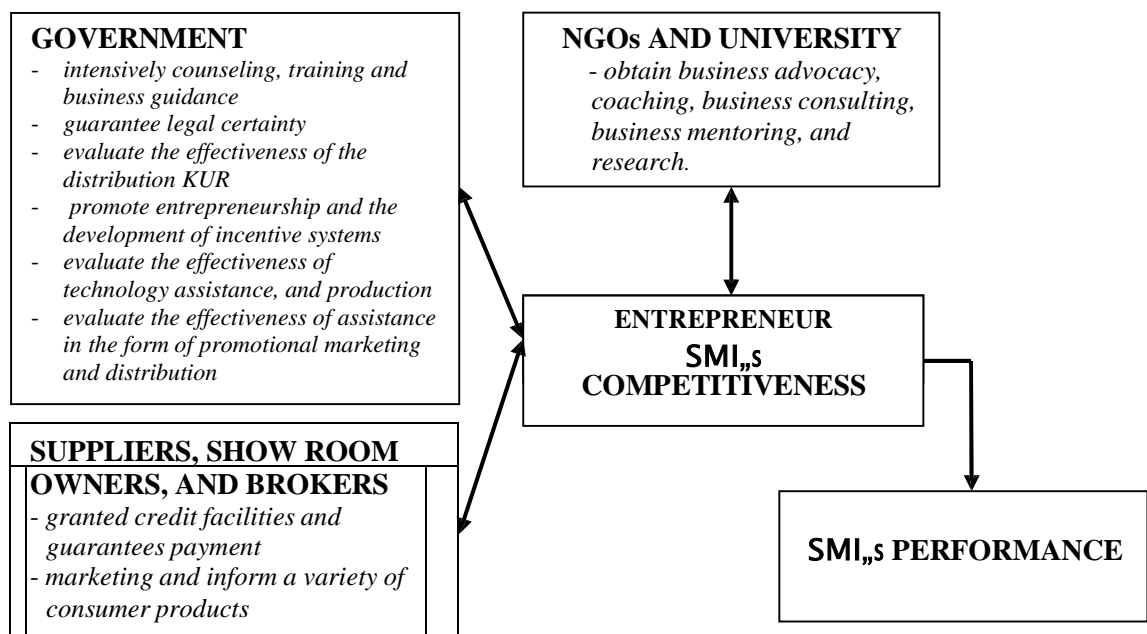 GOVERNMENT
- intensively counseling, training and
business guidance
- guarantee legal certainty
- evaluate the effectiveness of the
distribution KUR
- promote entrepreneurship and the
development of incentive systems
- evaluate the effectiveness of
technology assistance, and production
- evaluate the effectiveness of assistance
in the form of promotional marketing
and distribution
NGOs AND UNIVERSITY
- obtain business advocacy,
coaching, business consulting,
business mentoring, and
research.
ENTREPRENEUR
SMI„s
COMPETITIVENESS
SUPPLIERS, SHOW ROOM
OWNERS, AND BROKERS
- granted credit facilities and
guarantees payment
- marketing and inform a variety of
consumer products
SMI„s PERFORMANCE